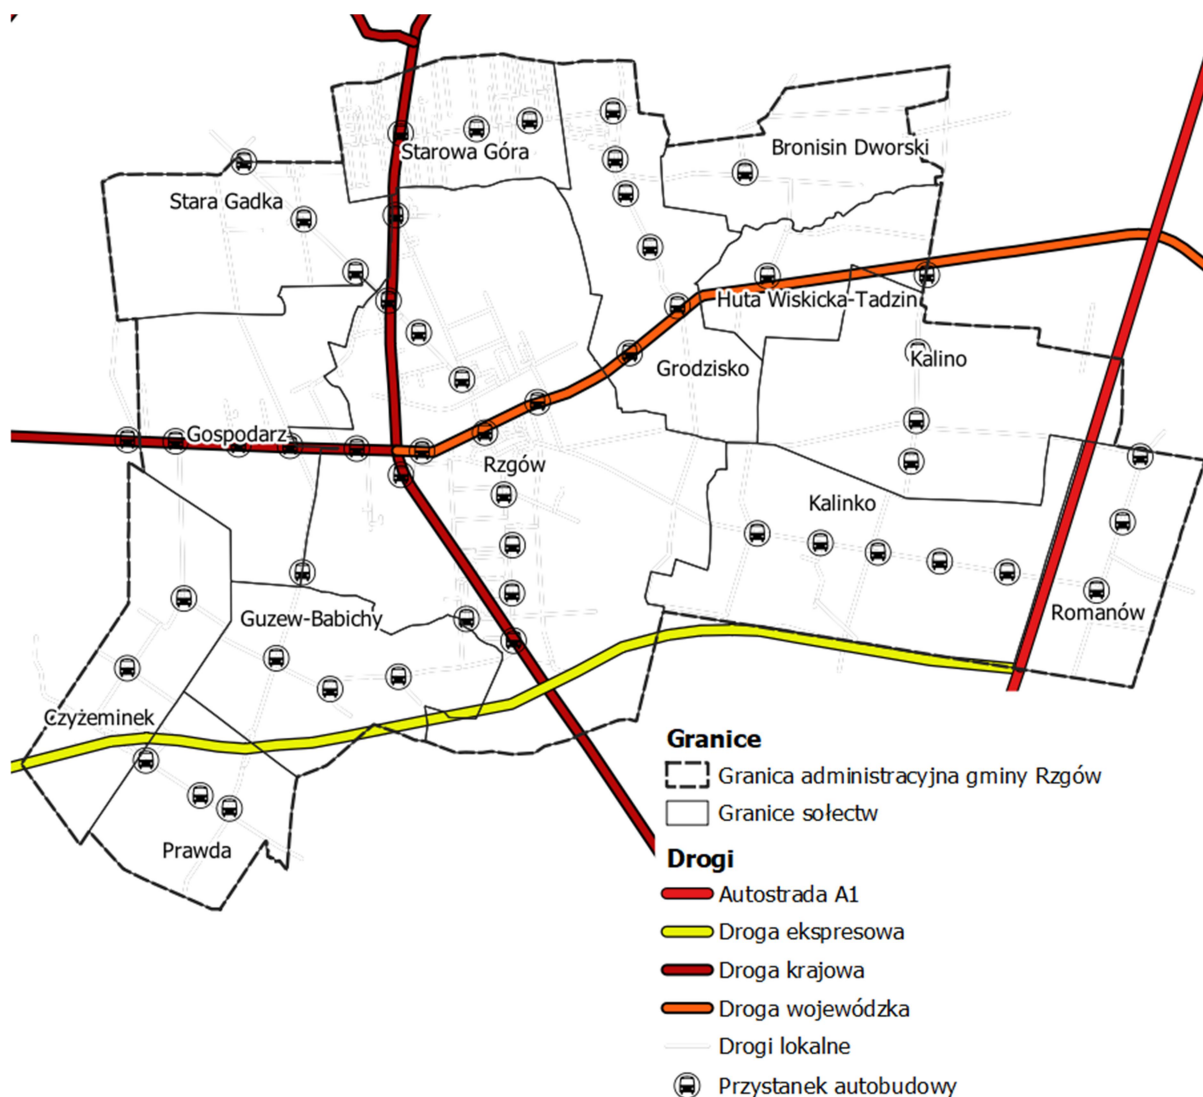 Starowa Góra
Bronisin Dworski
Stara Gadka
Huta Wiskicka-Tadzin
Kalino
Grodzisko
Gospodarz
Rzgów
Kalinko
Romanów
Guzew-Babichy
Czyżeminek
Prawda
Granice
Granica administracyjna gminy Rzgów
Granice sołectw
Drogi
Autostrada A1
Droga ekspresowa
Droga krajowa
Droga wojewódzka
Drogi lokalne
Przystanek autobudowy